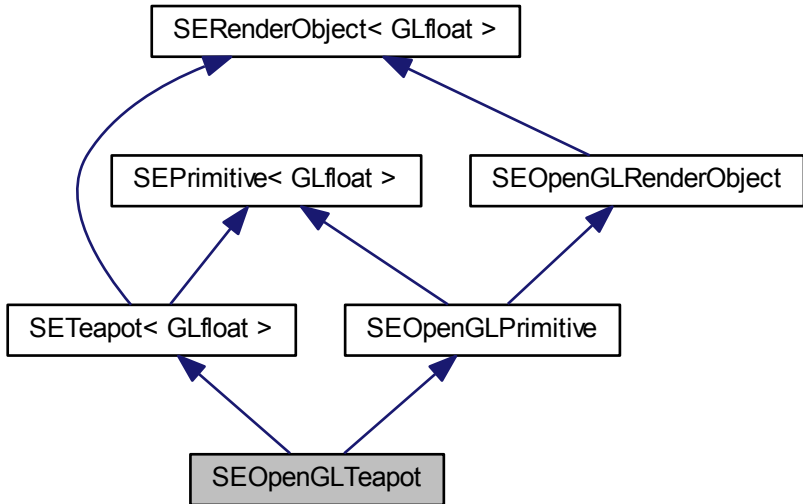 SERenderObject< GLfloat >
SEPrimitive< GLfloat >
SEOpenGLRenderObject
SETeapot< GLfloat >
SEOpenGLPrimitive
SEOpenGLTeapot